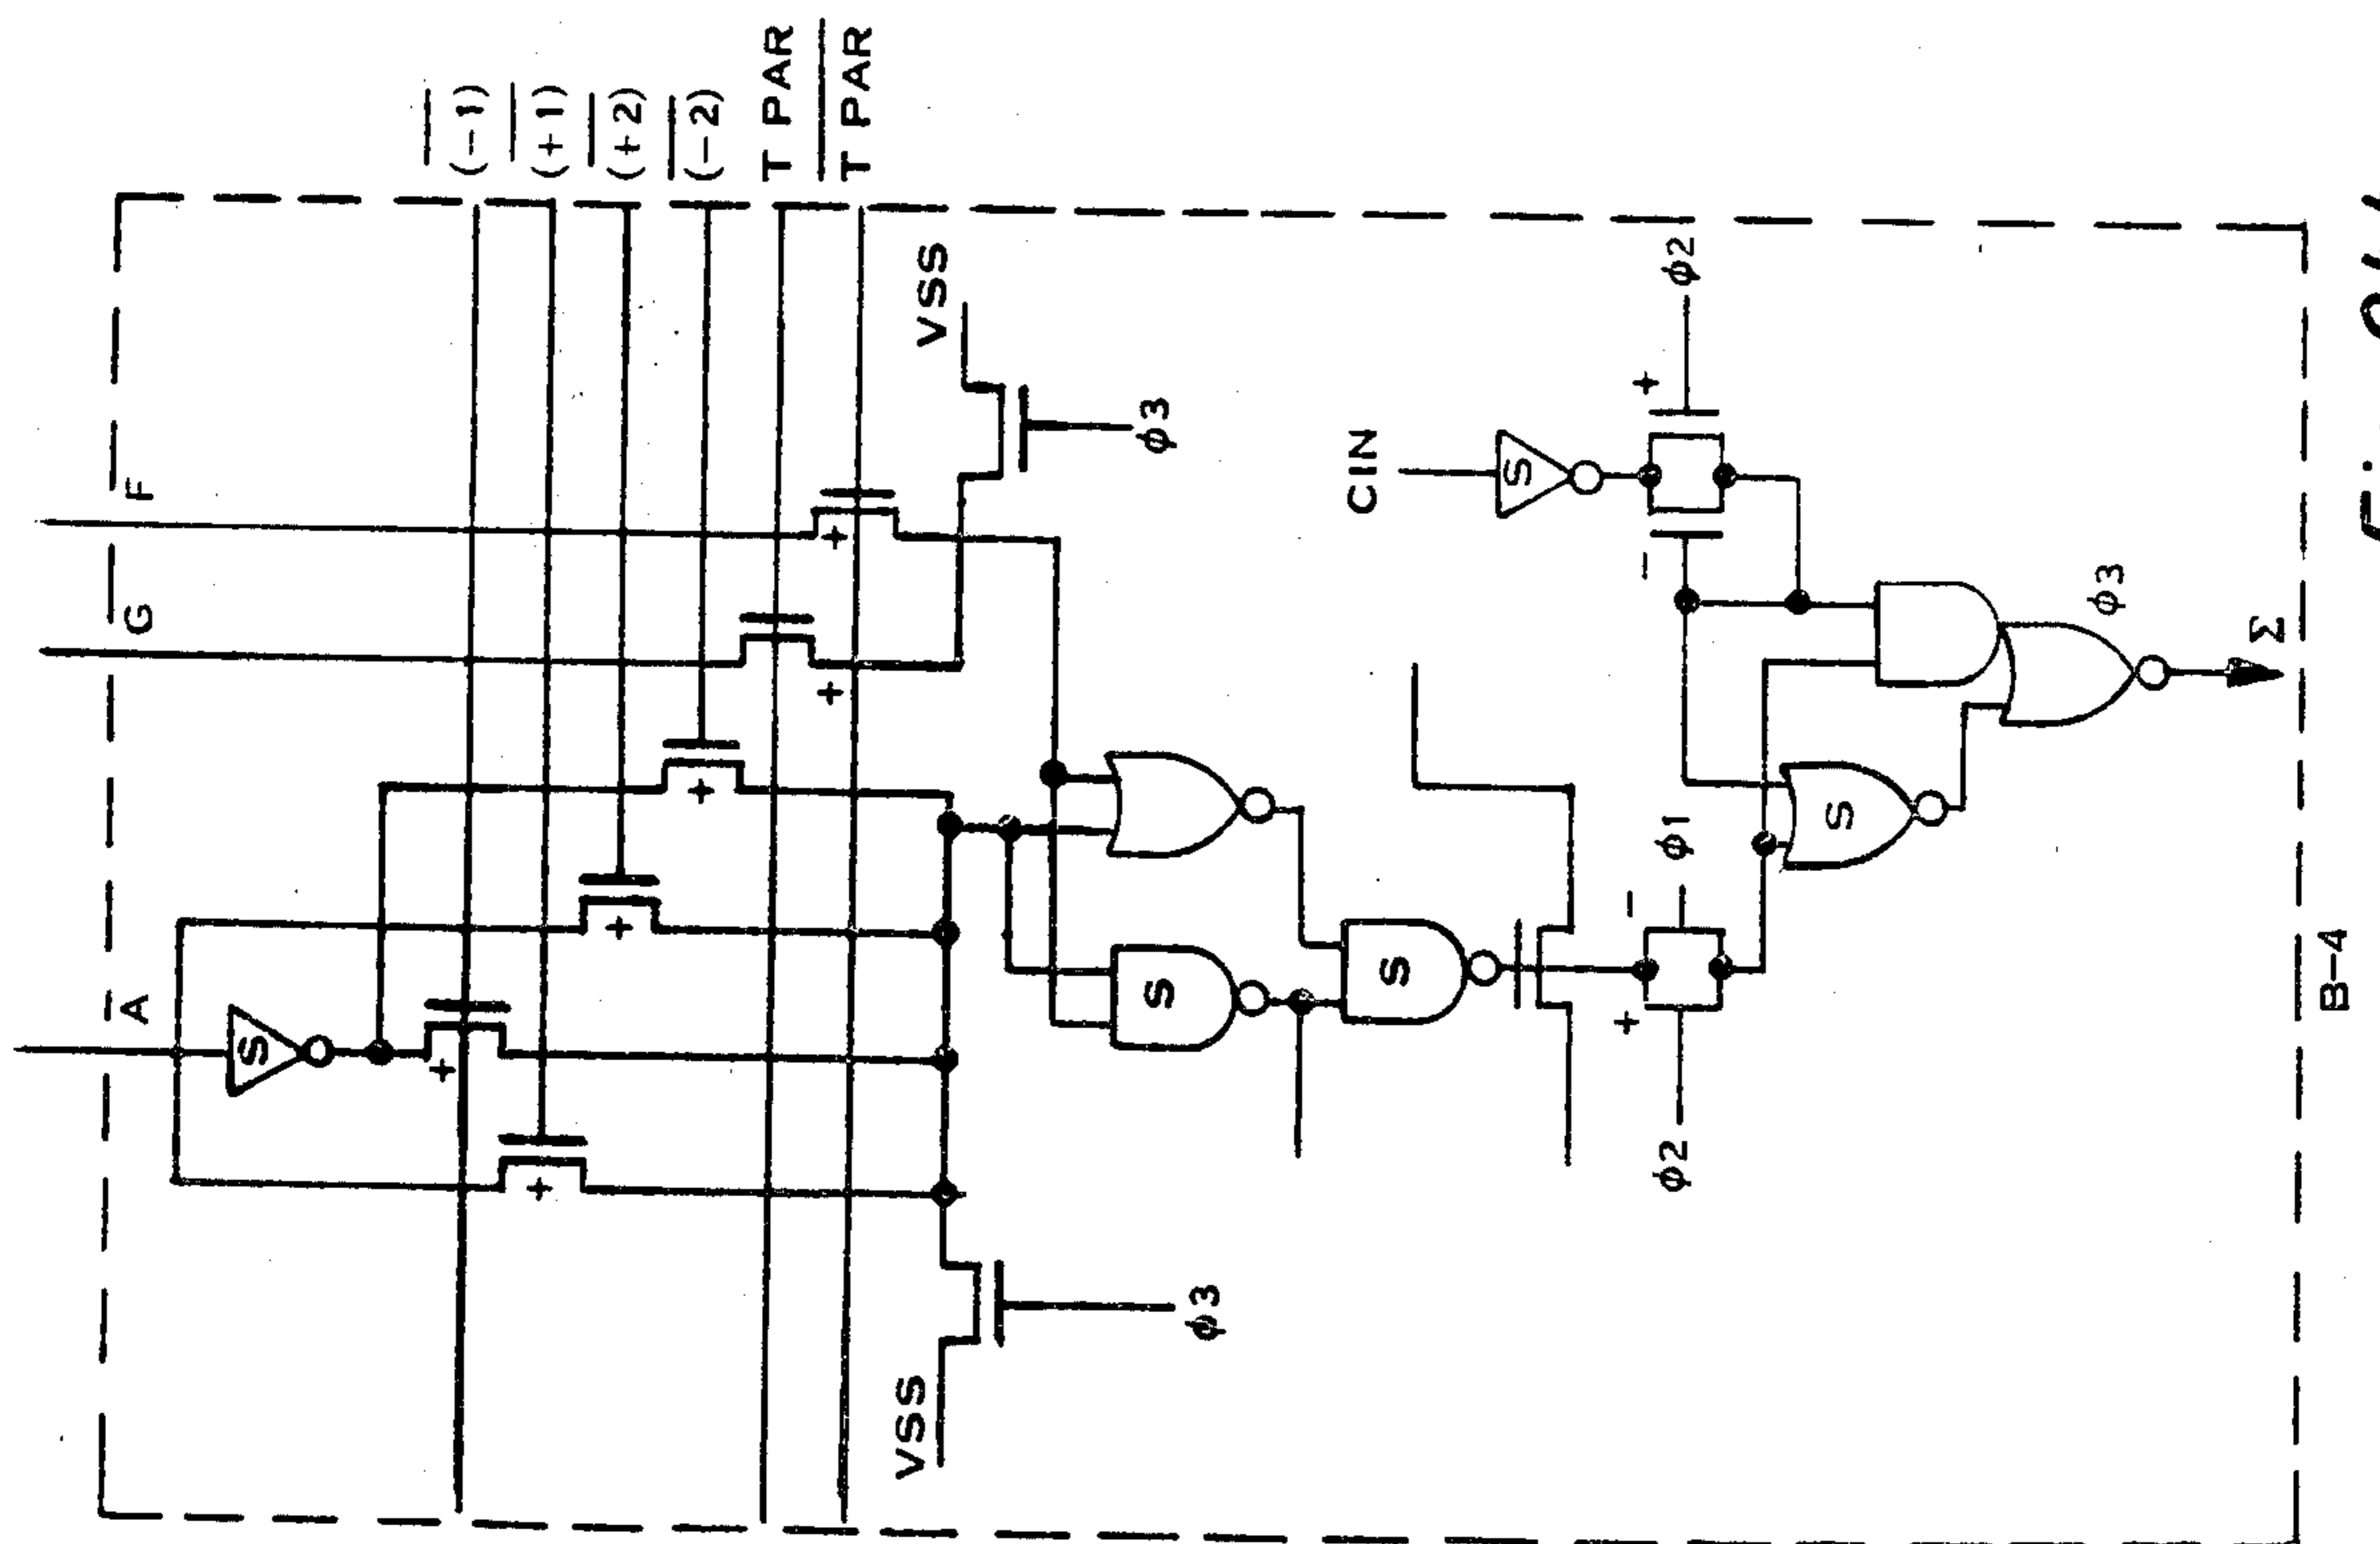 A
G
F
S
+
(-1)
+
(+1)
+
(+2)
+
(-2)
T PAR
+
+
T PAR
VSS
VSS
S
ϕ3
ϕ3
CIN
S
S
+
−
−
+
ϕ2
ϕ1
ϕ2
S
ϕ3
Σ
B-4